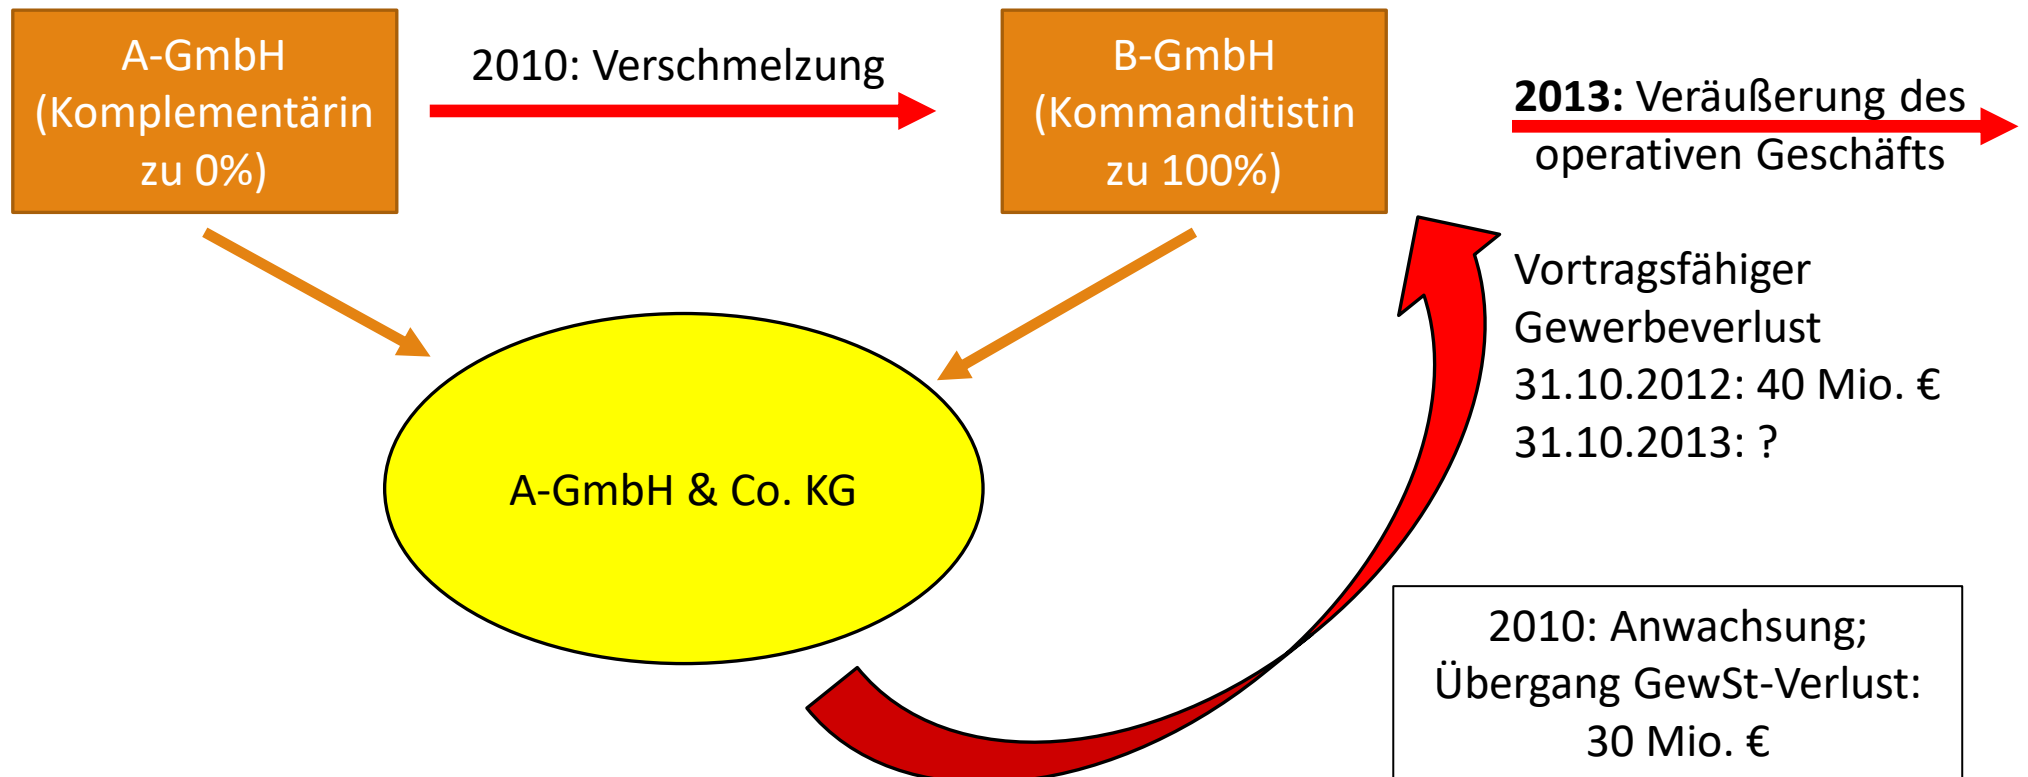 A-GmbH
(Komplementärin
zu 0%)
2010: Verschmelzung
B-GmbH
(Kommanditistin
zu 100%)
2013: Veräußerung des
operativen Geschäfts
Vortragsfähiger
Gewerbeverlust
31.10.2012: 40 Mio. €
31.10.2013: ?
A-GmbH & Co. KG
2010: Anwachsung;
Übergang GewSt-Verlust:
30 Mio. €